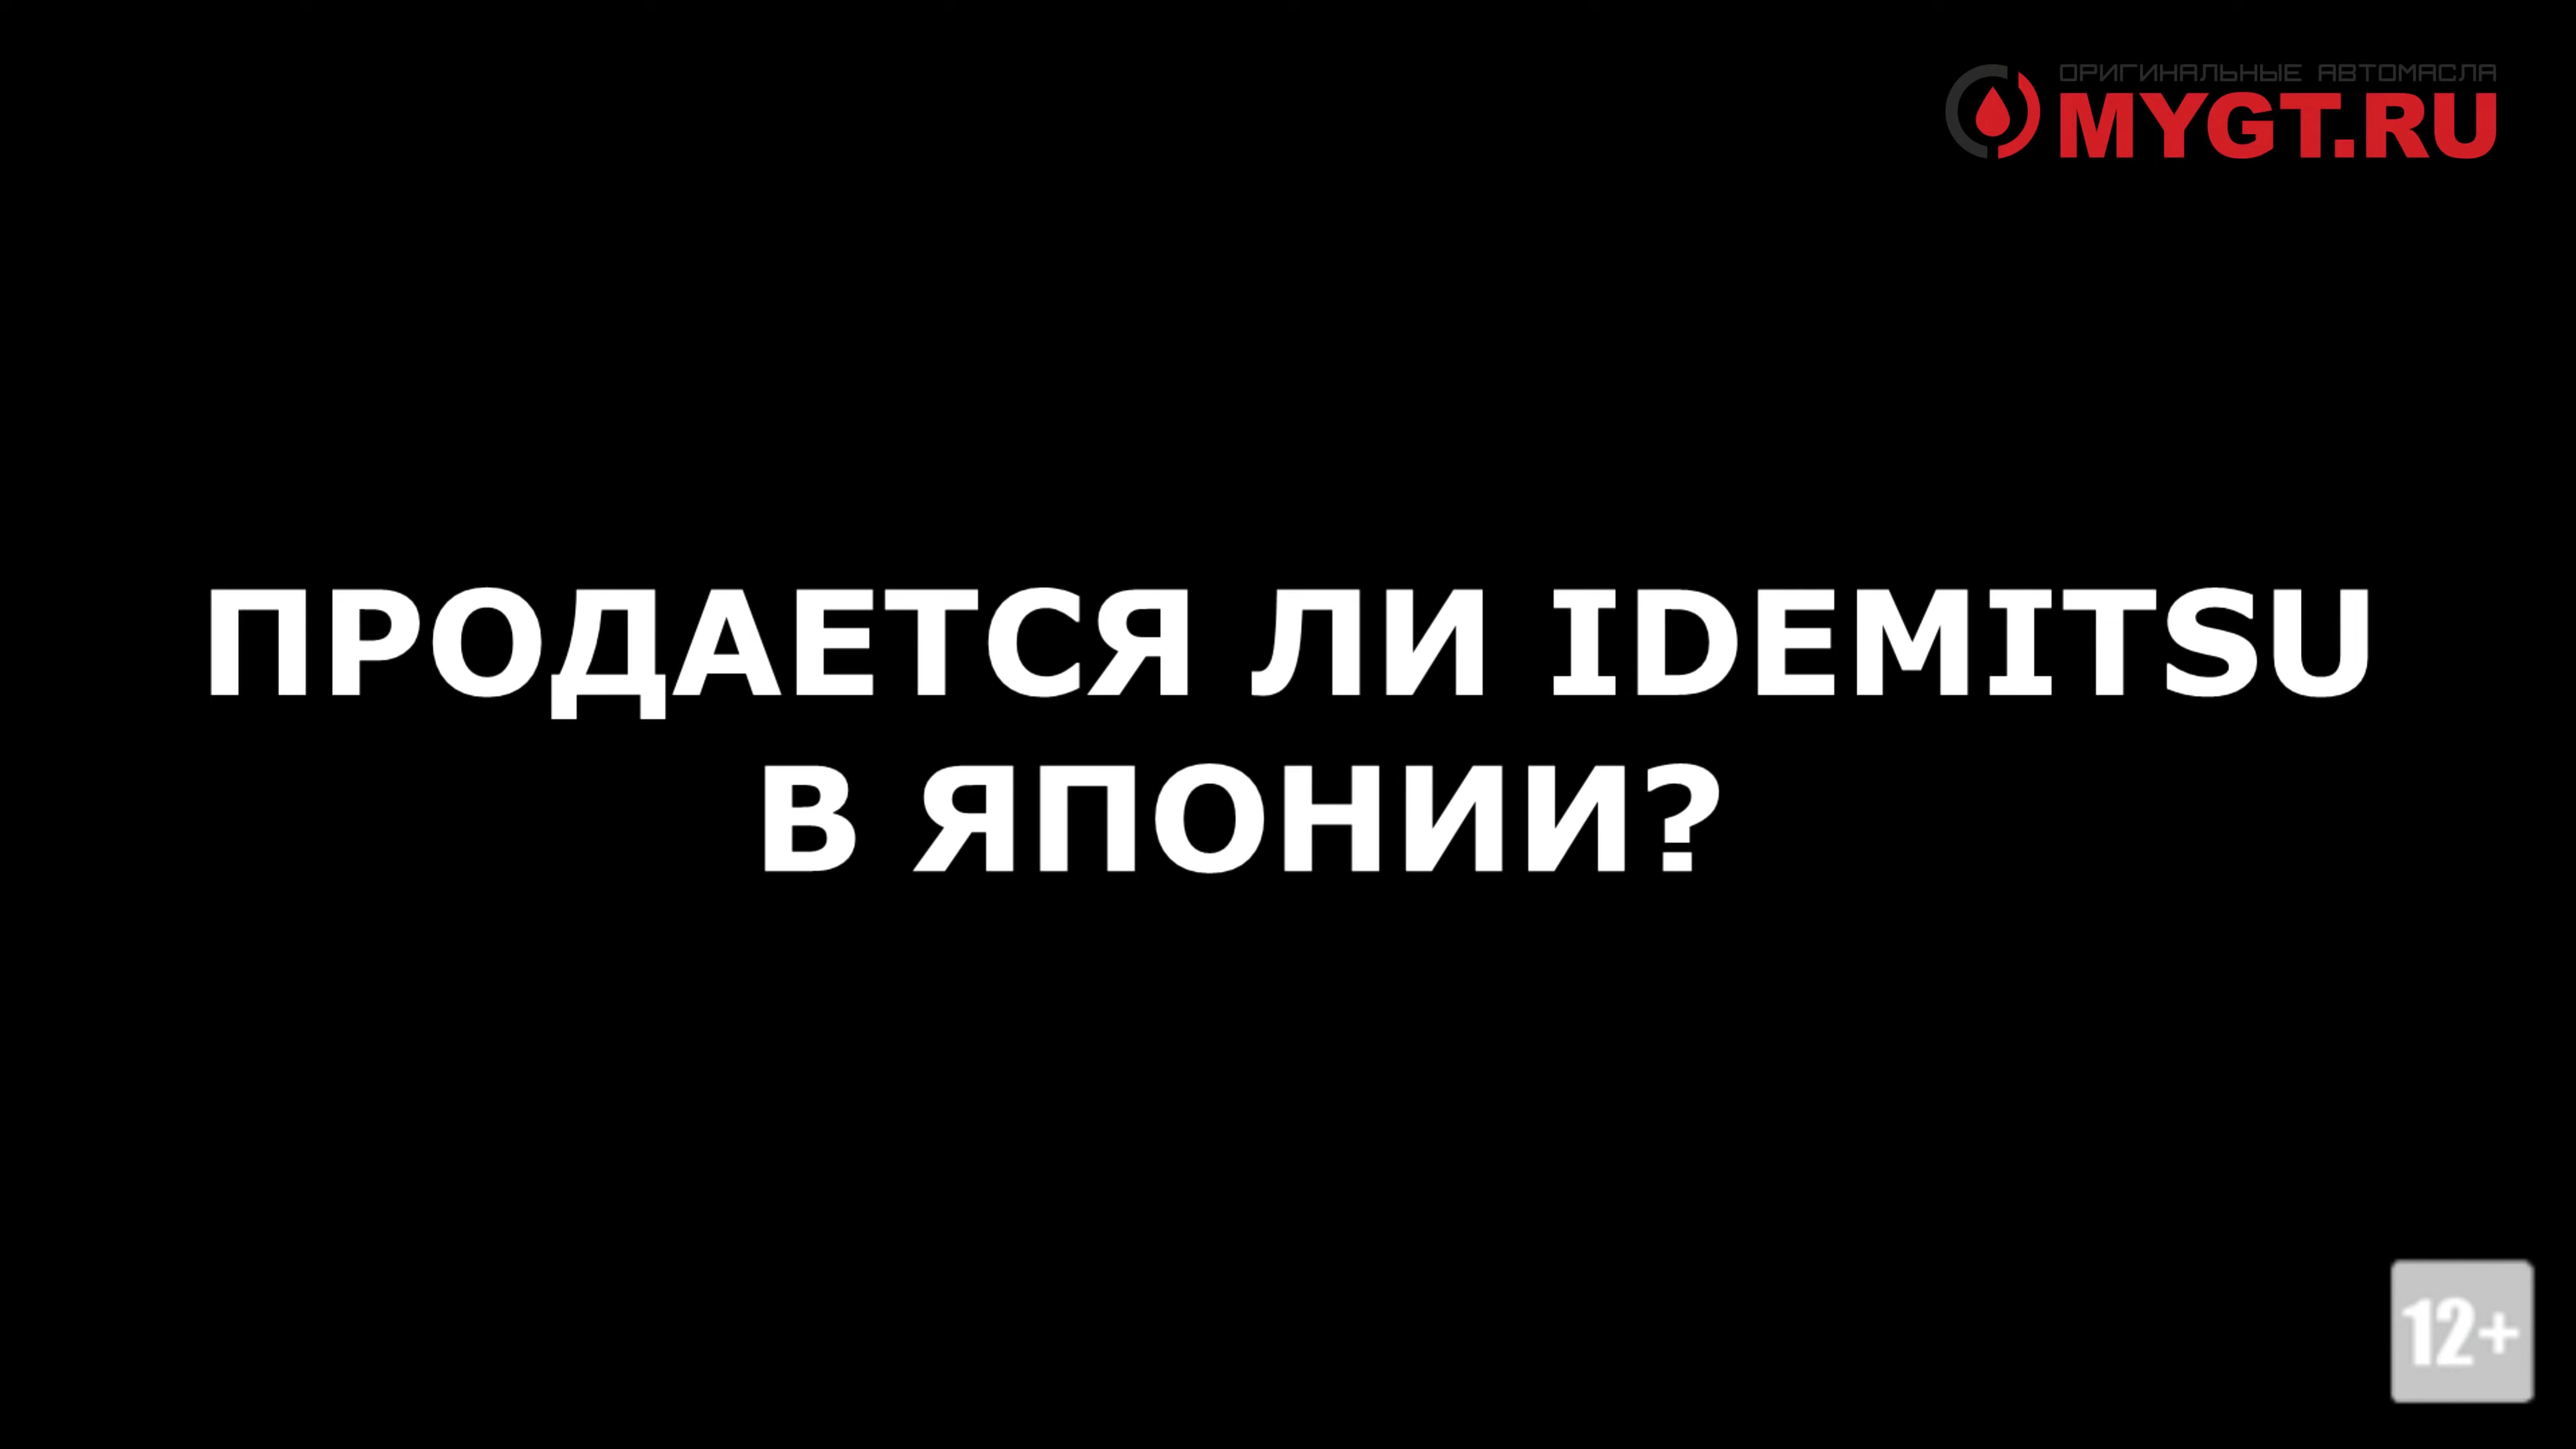 ОРИГИНАЛЬНЫЕ АВТОМАСЛА
MYGT.RU
ПРОДАЕТСЯ ЛИ IDEMITSU
В ЯПОНИИ?
12+